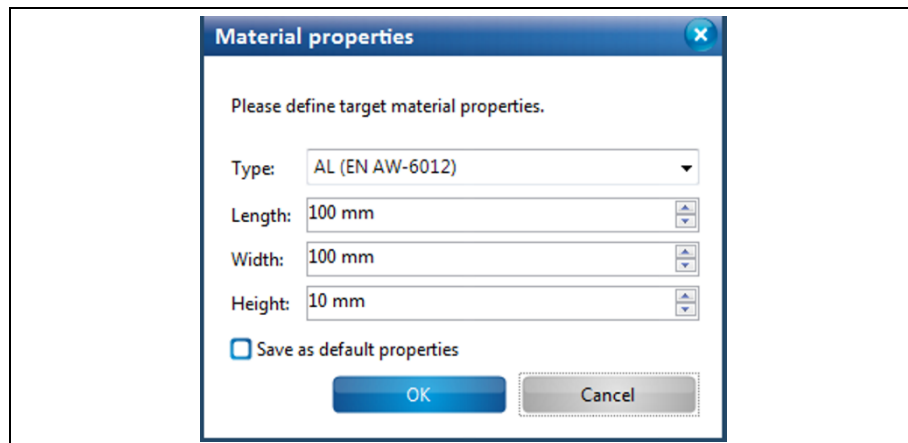 Material properties
Please define target material properties.
Type: AL (EN AW-6012)
Length: 100 mm
Width: 100 mm
Height: 10 mm
Save as default properties
OK Cancel